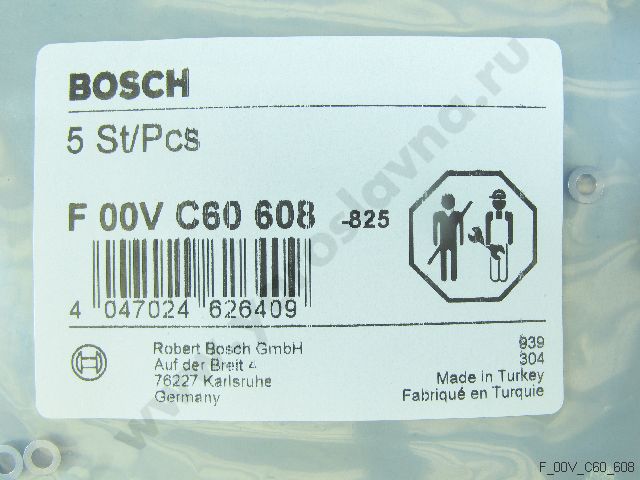 BOSCH
5 St/Pcs
F 00V C60 608 -825
4 047024 626409
Robert Bosch GmbH
Auf der Breit 4
76227 Karlsruhe
Germany
939
304
Made in Turkey
Fabriqué en Turquie
F_00V_C60_608